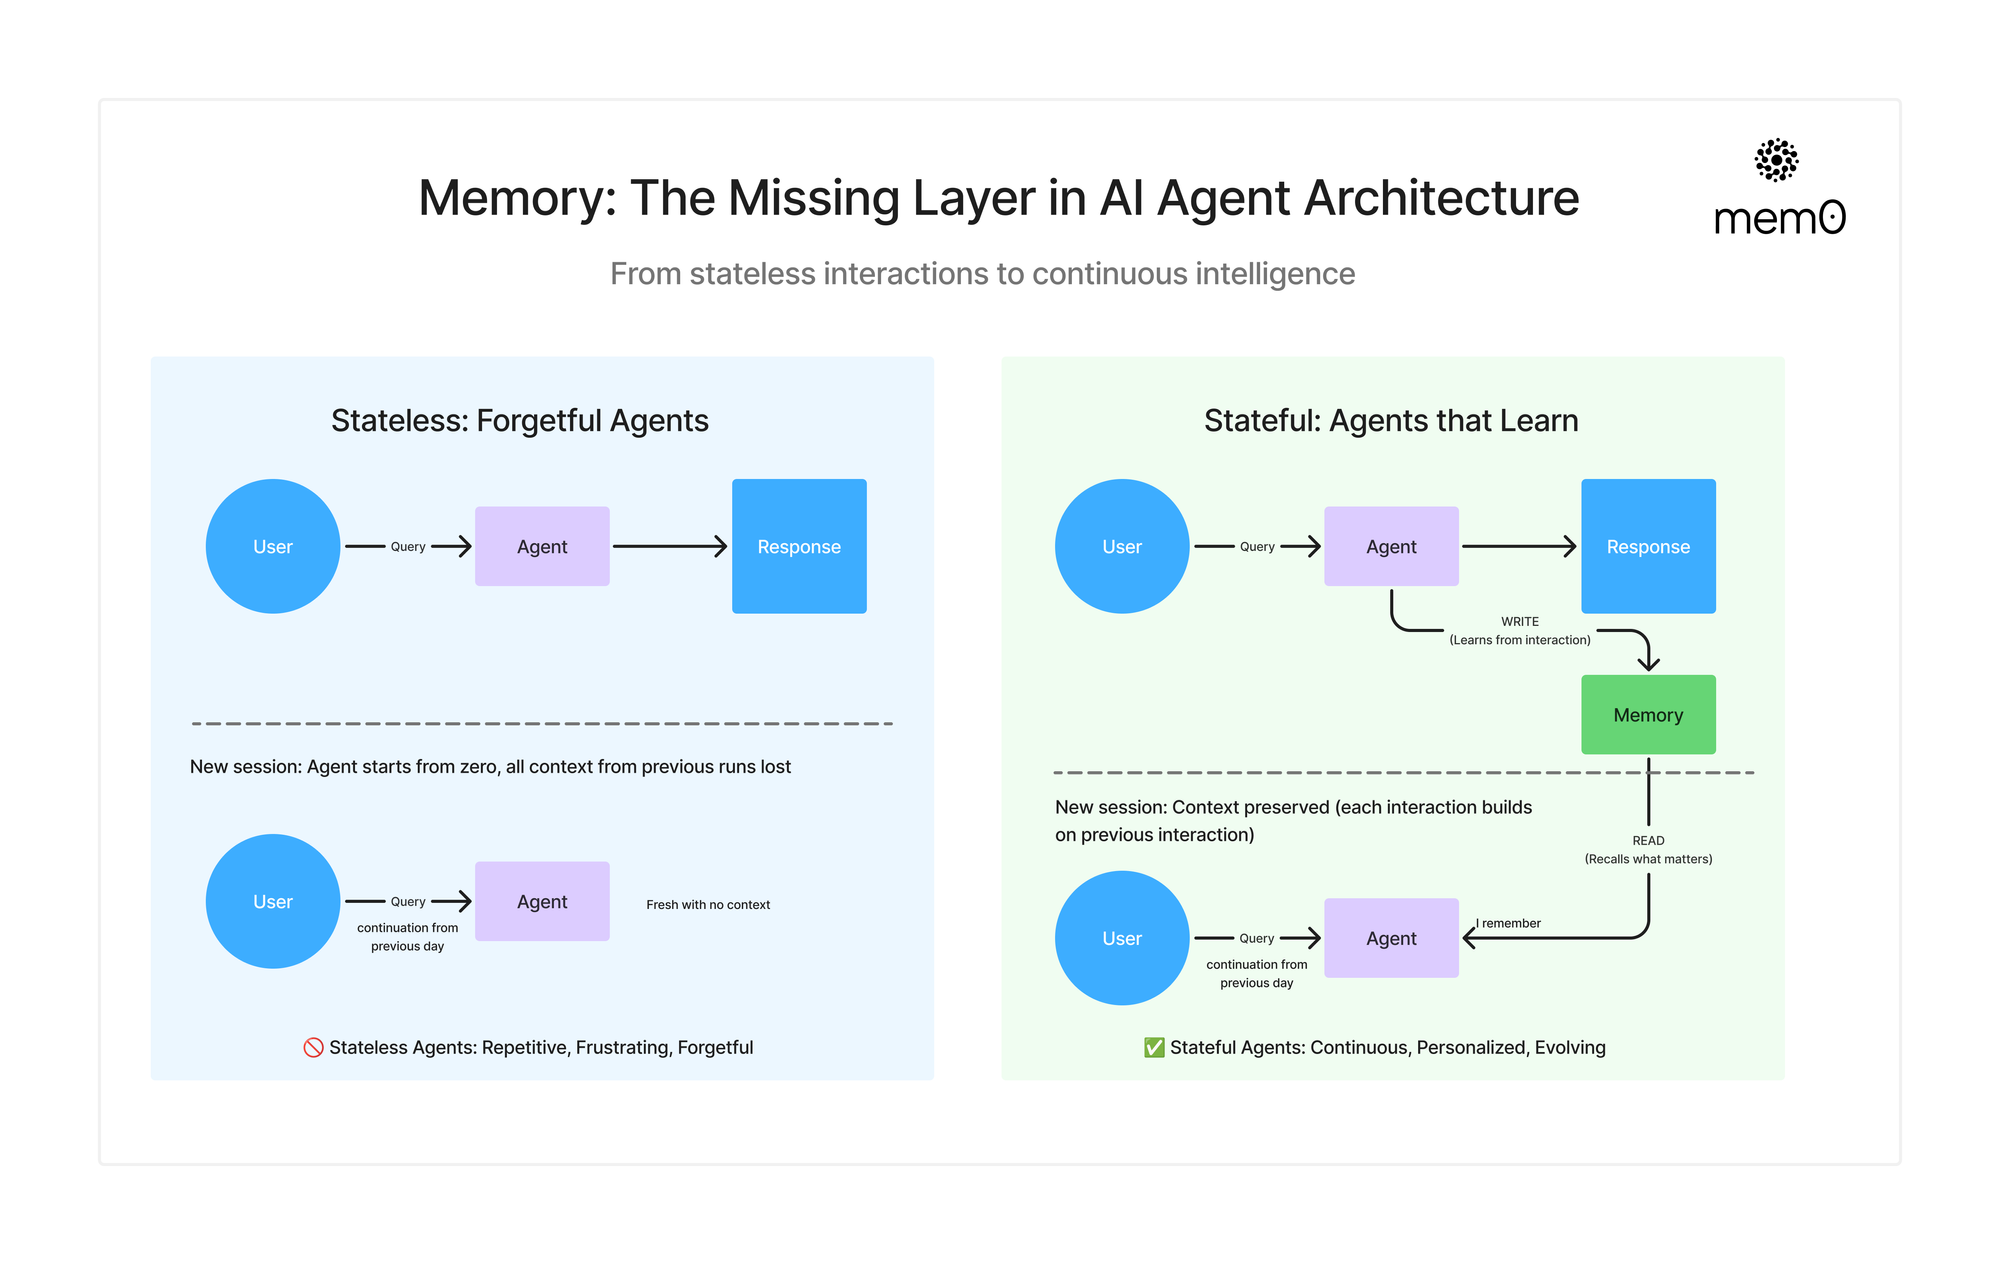 Memory: The Missing Layer in AI Agent Architecture
mem0
From stateless interactions to continuous intelligence
Stateless: Forgetful Agents
User
Query
Agent
Response
New session: Agent starts from zero, all context from previous runs lost
User
Query
continuation from
previous day
Agent
Fresh with no context
🚫 Stateless Agents: Repetitive, Frustrating, Forgetful
Stateful: Agents that Learn
User
Query
Agent
Response
WRITE
(Learns from interaction)
Memory
New session: Context preserved (each interaction builds
on previous interaction)
READ
(Recalls what matters)
User
Query
continuation from
previous day
Agent
I remember
✅ Stateful Agents: Continuous, Personalized, Evolving